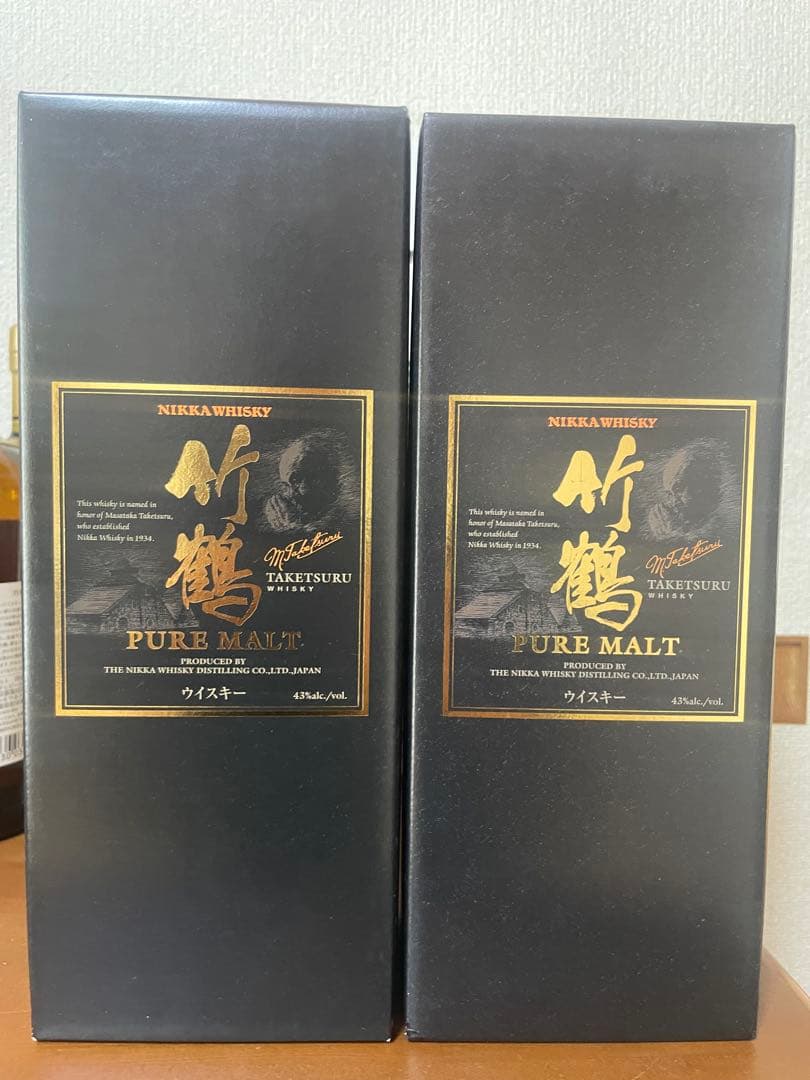 NIKKA WHISKY
竹鶴
This whisky is named in
honor of Masataka Taketsuru,
who established
Nikka Whisky in 1934.
M.Taketsuru
TAKETSURU
WHISKY
PURE MALT
PRODUCED BY
THE NIKKA WHISKY DISTILLING CO.,LTD.,JAPAN
ウイスキー
43%alc./vol.
NIKKA WHISKY
竹鶴
This whisky is named in
honor of Masataka Taketsuru,
who established
Nikka Whisky in 1934.
M.Taketsuru
TAKETSURU
WHISKY
PURE MALT
PRODUCED BY
THE NIKKA WHISKY DISTILLING CO.,LTD.,JAPAN
ウイスキー
43%alc./vol.